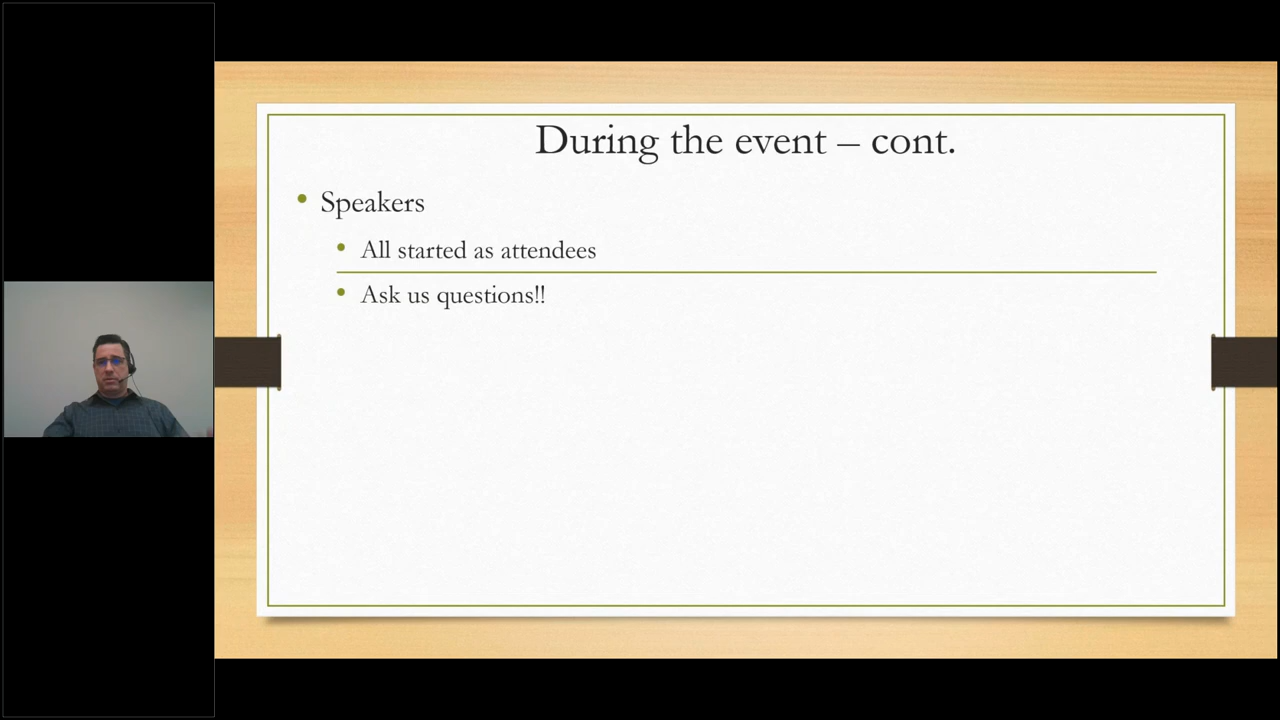 During the event – cont.
Speakers
All started as attendees
Ask us questions!!